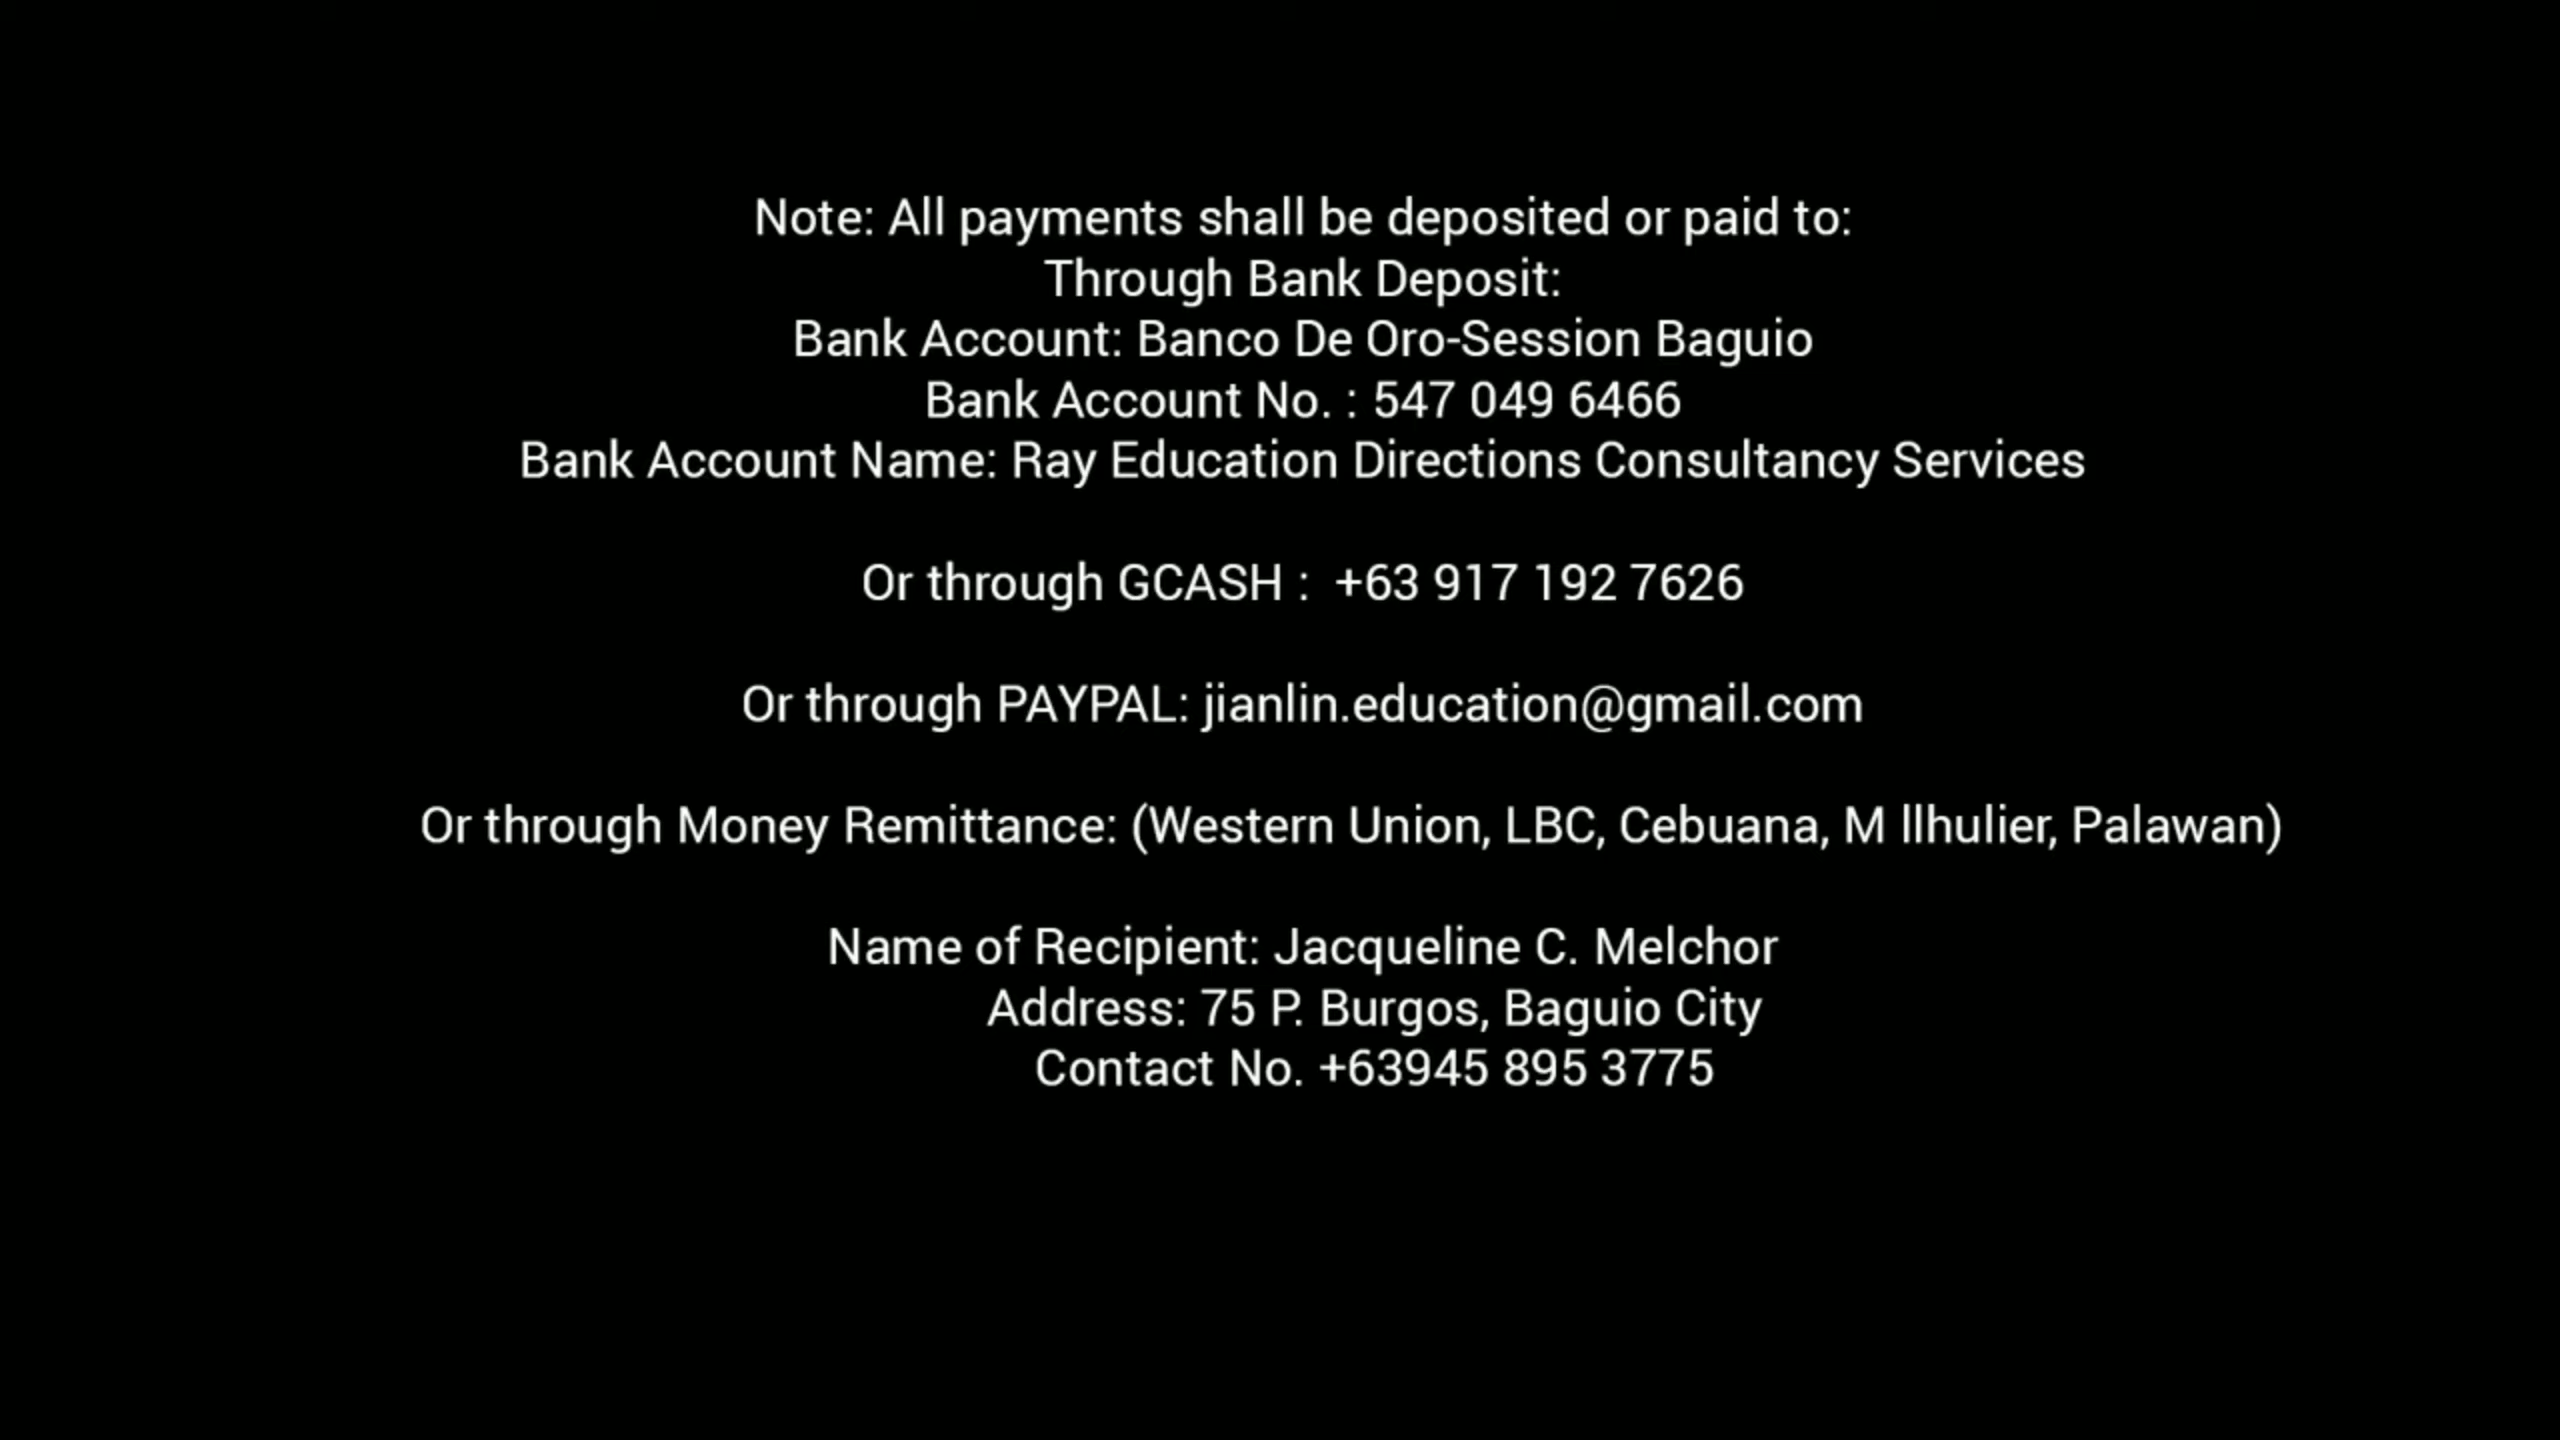 Note: All payments shall be deposited or paid to:
Through Bank Deposit:
Bank Account: Banco De Oro-Session Baguio
Bank Account No. : 547 049 6466
Bank Account Name: Ray Education Directions Consultancy Services
Or through GCASH :  +63 917 192 7626
Or through PAYPAL: jianlin.education@gmail.com
Or through Money Remittance: (Western Union, LBC, Cebuana, M llhulier, Palawan)
Name of Recipient: Jacqueline C. Melchor
Address: 75 P. Burgos, Baguio City
Contact No. +63945 895 3775